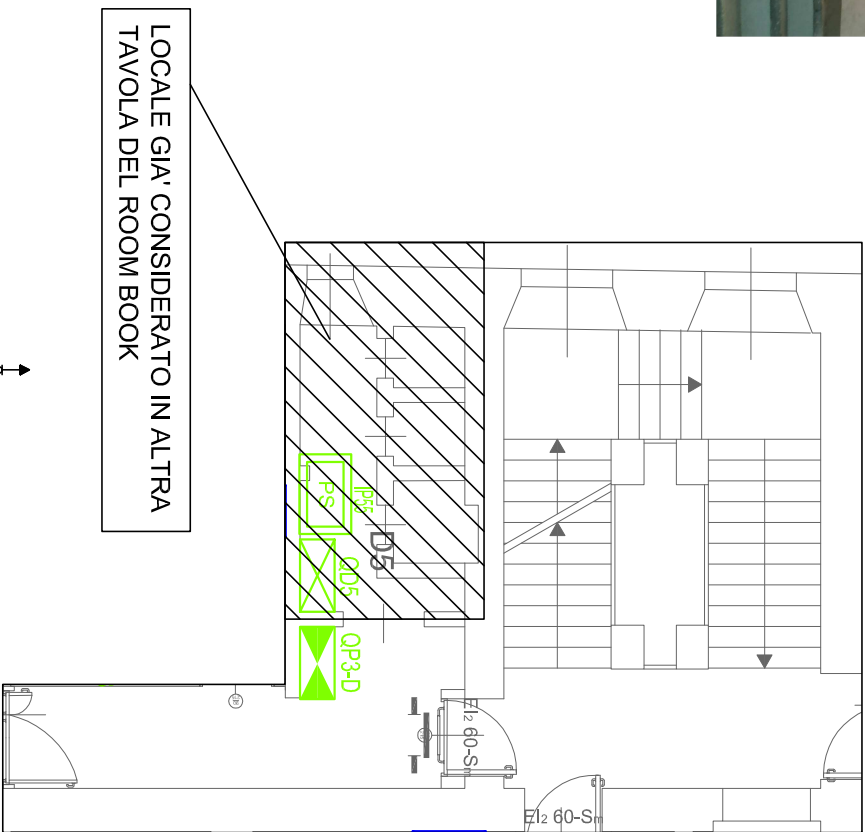 LOCALE GIA' CONSIDERATO IN ALTRA
TAVOLA DEL ROOM BOOK
IP55
PS
D5
QD5
QP3-D
EI2 60-Sm
EI2 60-Sm